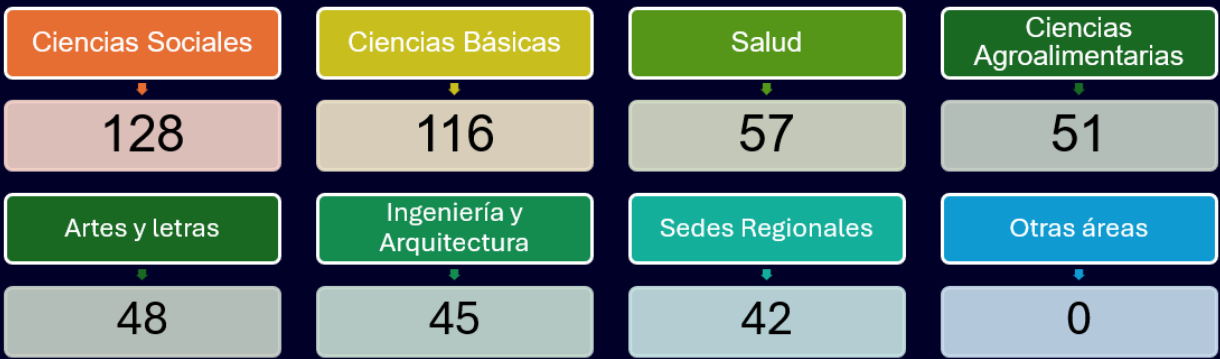 Ciencias Sociales
128
Ciencias Básicas
116
Salud
57
Ciencias
Agroalimentarias
51
Artes y letras
48
Ingeniería y
Arquitectura
45
Sedes Regionales
42
Otras áreas
0